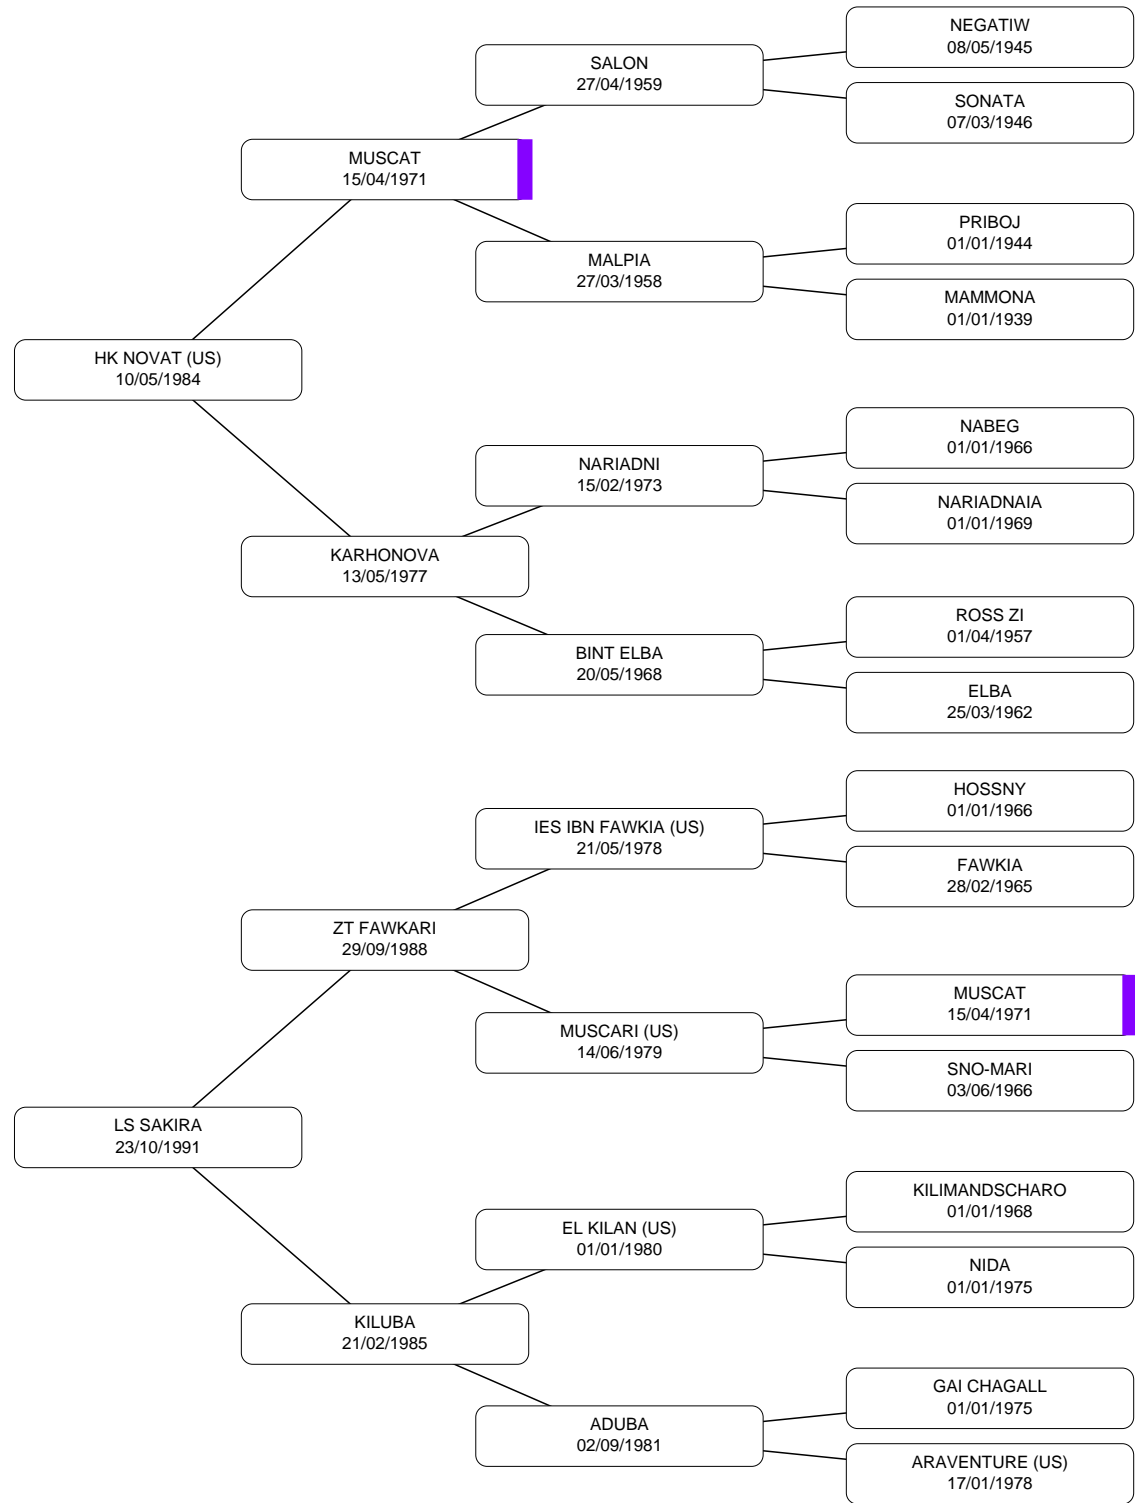 NEGATIW
08/05/1945
SALON
27/04/1959
SONATA
07/03/1946
MUSCAT
15/04/1971
PRIBOJ
01/01/1944
MALPIA
27/03/1958
MAMMONA
01/01/1939
HK NOVAT (US)
10/05/1984
NABEG
01/01/1966
NARIADNI
15/02/1973
NARIADNAIA
01/01/1969
KARHONOVA
13/05/1977
ROSS ZI
01/04/1957
BINT ELBA
20/05/1968
ELBA
25/03/1962
HOSSNY
01/01/1966
IES IBN FAWKIA (US)
21/05/1978
FAWKIA
28/02/1965
ZT FAWKARI
29/09/1988
MUSCAT
15/04/1971
MUSCARI (US)
14/06/1979
SNO-MARI
03/06/1966
LS SAKIRA
23/10/1991
KILIMANDSCHARO
01/01/1968
EL KILAN (US)
01/01/1980
NIDA
01/01/1975
KILUBA
21/02/1985
GAI CHAGALL
01/01/1975
ADUBA
02/09/1981
ARAVENTURE (US)
17/01/1978